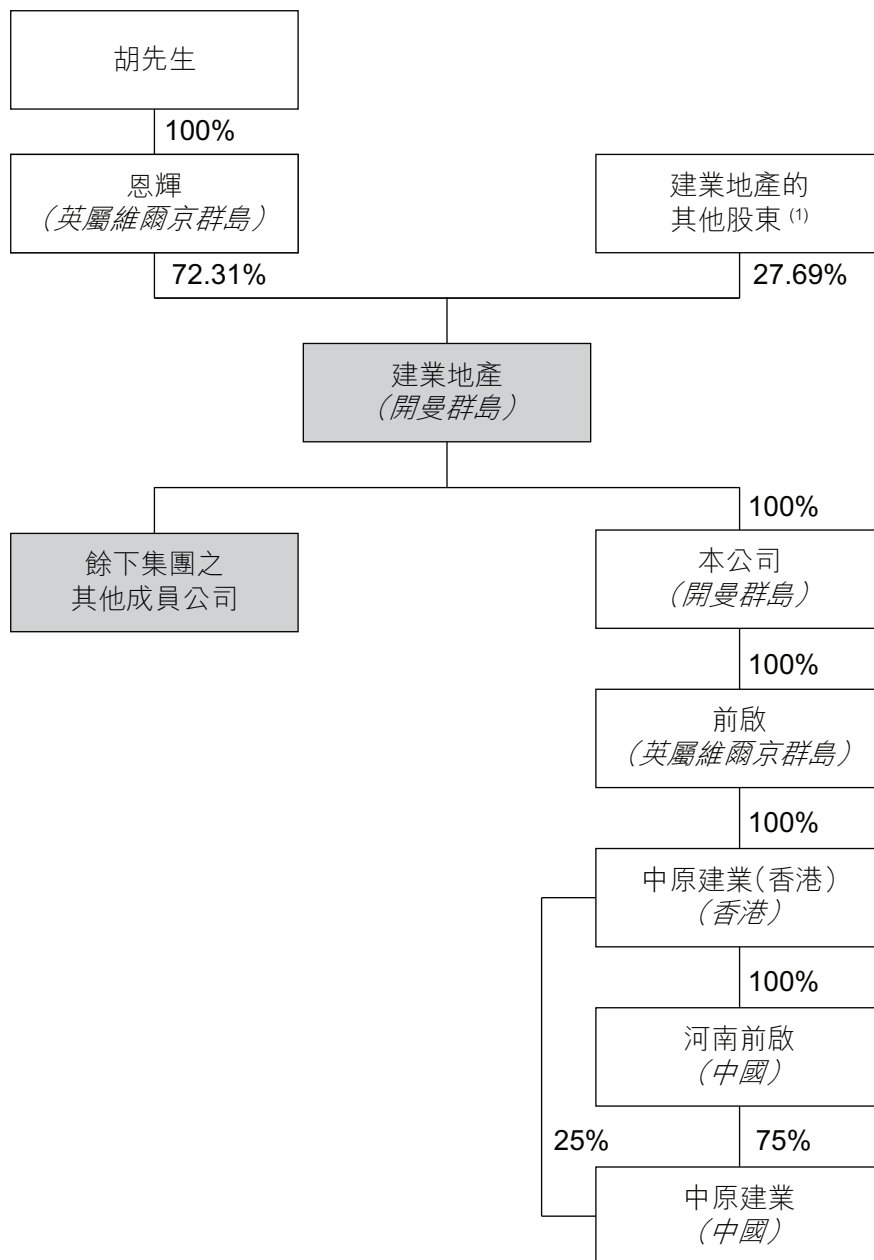 胡先生
100%
恩輝
（英屬維爾京群島）
建業地產的
其他股東 (1)
72.31%
27.69%
建業地產
（開曼群島）
100%
餘下集團之
其他成員公司
本公司
（開曼群島）
100%
前啟
（英屬維爾京群島）
100%
中原建業（香港）
（香港）
100%
河南前啟
（中國）
25%
75%
中原建業
（中國）